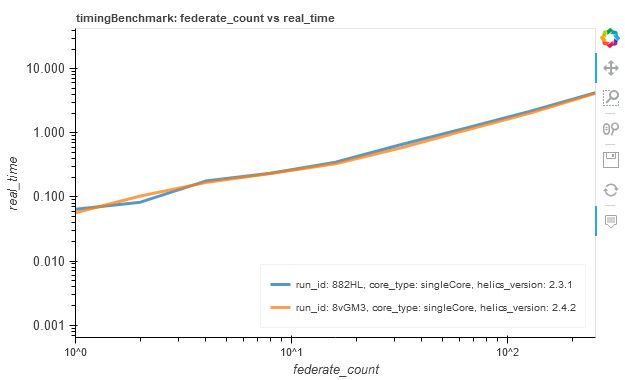 timingBenchmark: federate_count vs real_time
10.000
1.000
0.100
0.010
0.001
real_time
run_id: 882HL, core_type: singleCore, helics_version: 2.3.1
run_id: 8vGM3, core_type: singleCore, helics_version: 2.4.2
10^0
10^1
10^2
federate_count